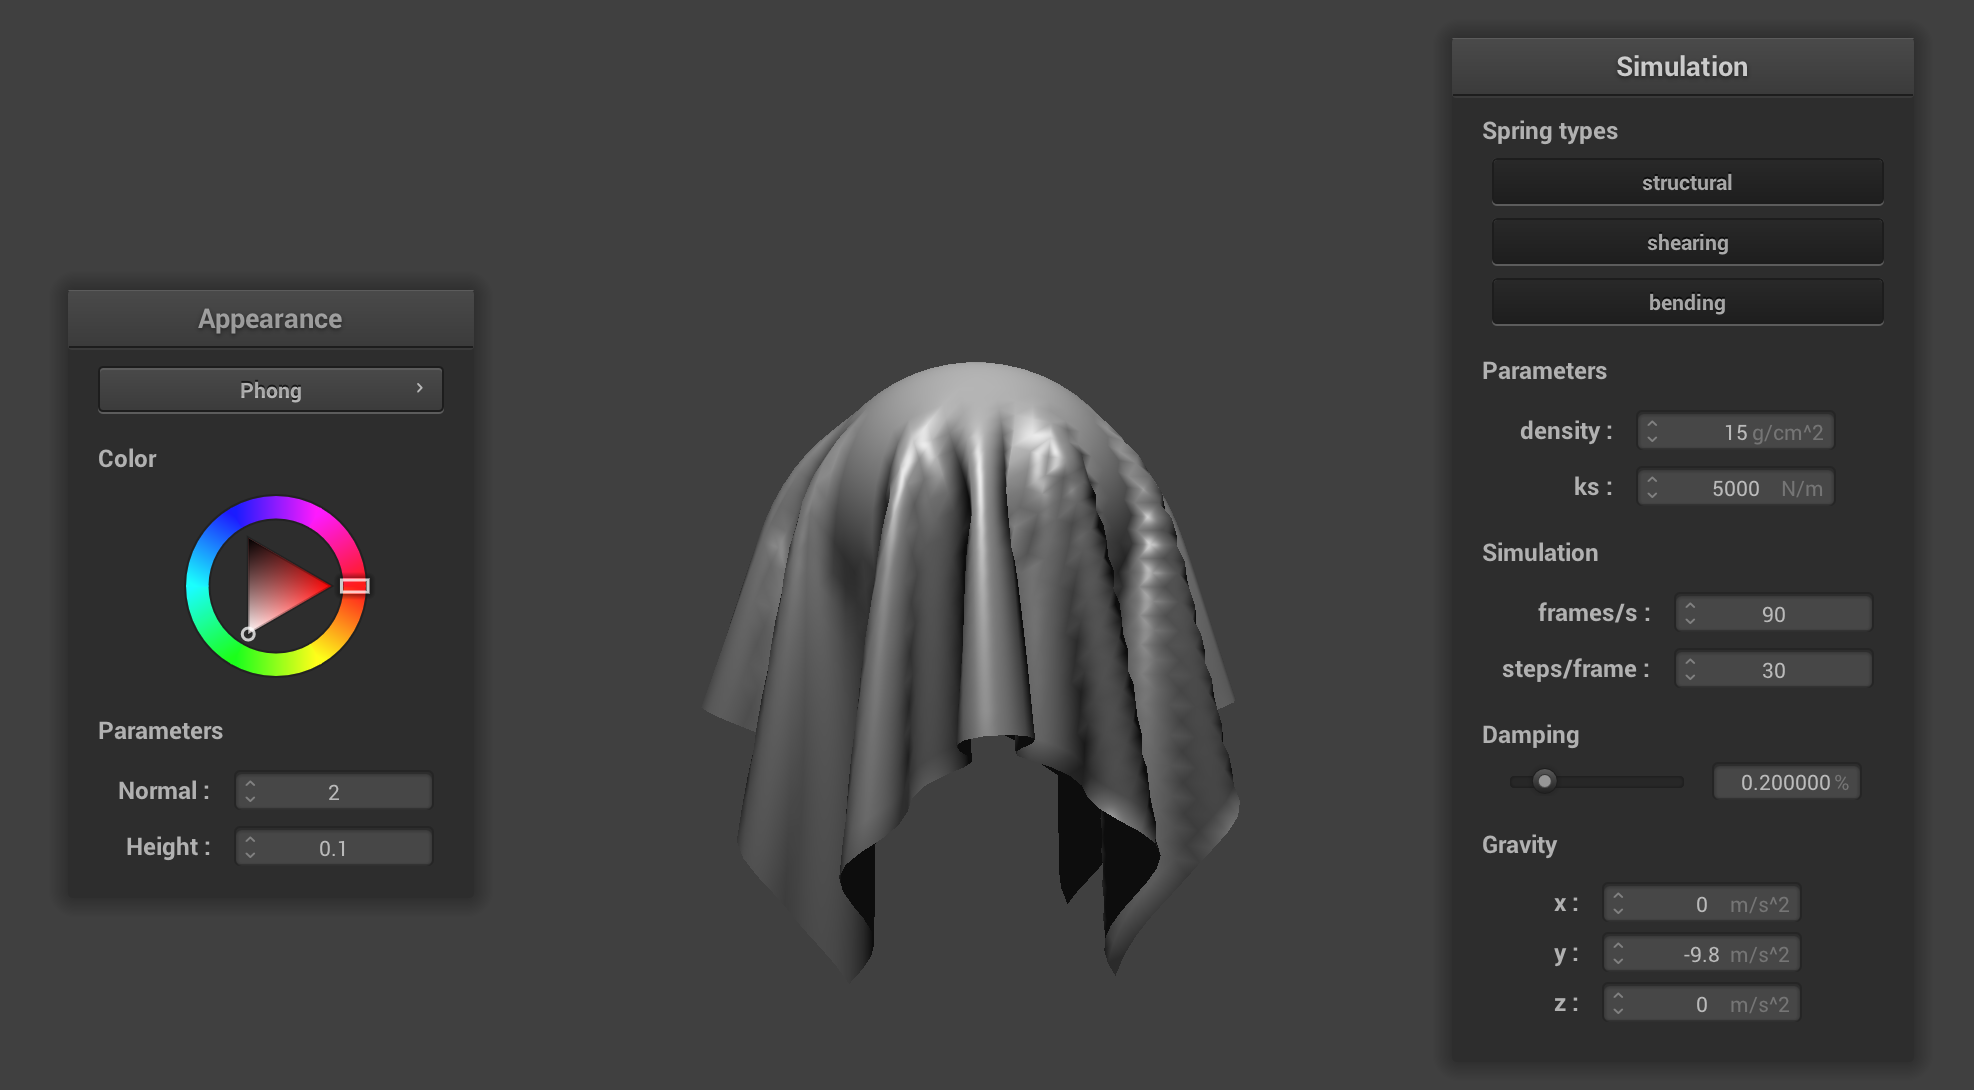 Appearance
Phong
Color
Parameters
Normal : 2
Height : 0.1
Simulation
Spring types
structural
shearing
bending
Parameters
density : 15 g/cm^2
ks : 5000 N/m
Simulation
frames/s : 90
steps/frame : 30
Damping
0.200000 %
Gravity
x : 0 m/s^2
y : -9.8 m/s^2
z : 0 m/s^2